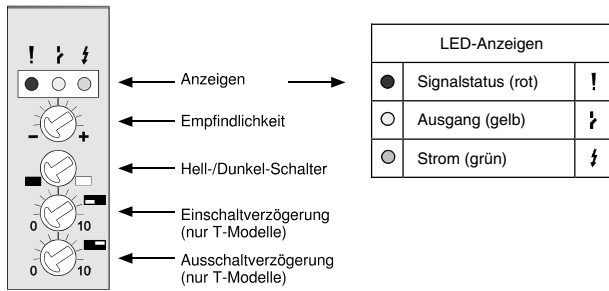 LED-Anzeigen
Anzeigen
Signalstatus (rot)
Empfindlichkeit
Ausgang (gelb)
Hell-/Dunkel-Schalter
Strom (grün)
Einschaltverzögerung
(nur T-Modelle)
Ausschaltverzögerung
(nur T-Modelle)
- +
0 10
0 10